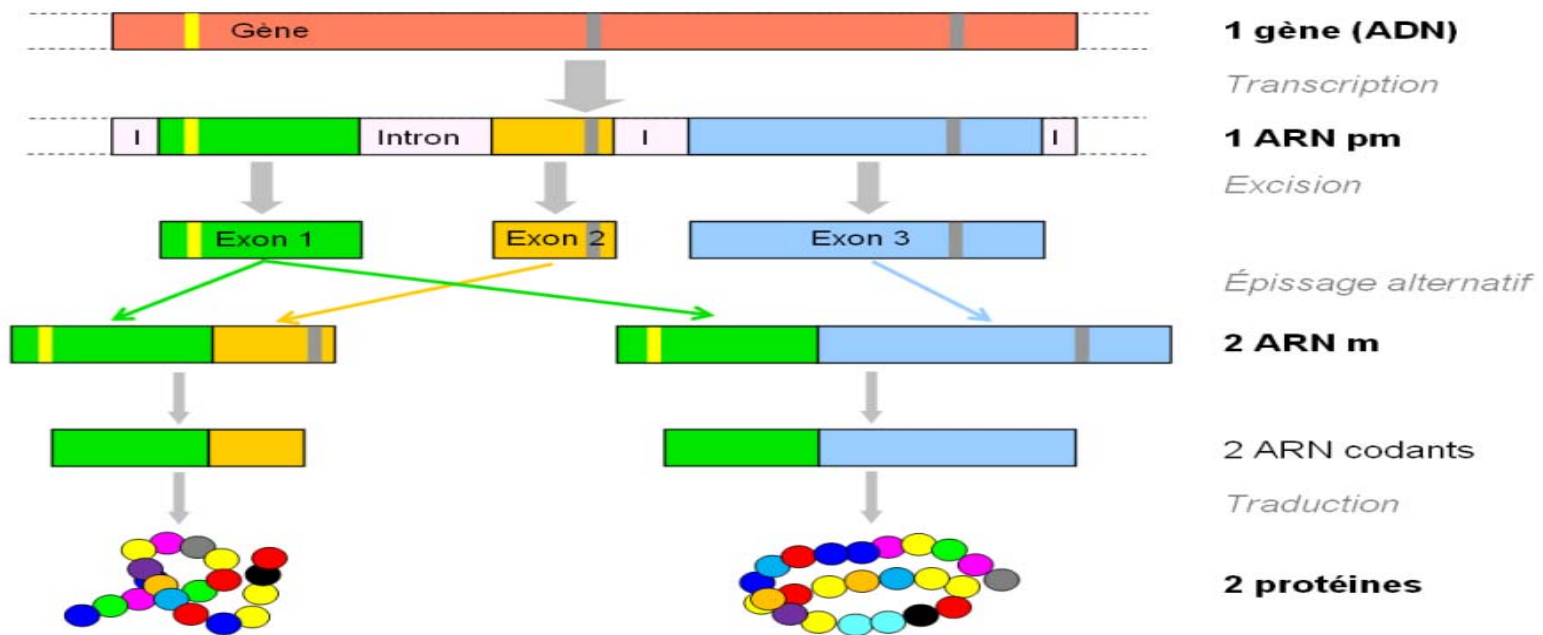 Gène
1 gène (ADN)
Transcription
I
Intron
I
I
1 ARN pm
Excision
Exon 1
Exon 2
Exon 3
Épissage alternatif
2 ARN m
2 ARN codants
Traduction
2 protéines